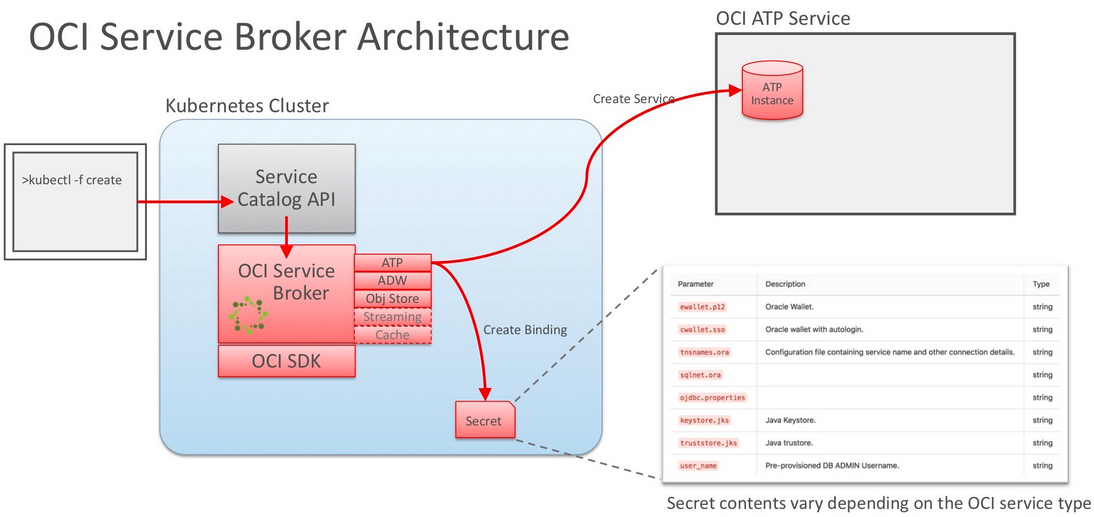 OCI Service Broker Architecture
OCI ATP Service
ATP
Instance
Create Service
Kubernetes Cluster
>kubectl -f create
Service
Catalog API
OCI Service
Broker
ATP
ADW
Obj Store
Streaming
Cache
OCI SDK
Create Binding
Secret
Parameter Description Type
ewallet.p12 Oracle Wallet. string
cwallet.sso Oracle wallet with autologin. string
tnsnames.ora Configuration file containing service name and other connection details. string
sqlnet.ora string
ojdbc.properties string
keystore.jks Java Keystore. string
truststore.jks Java trustore. string
user_name Pre-provisioned DB ADMIN Username. string
Secret contents vary depending on the OCI service type